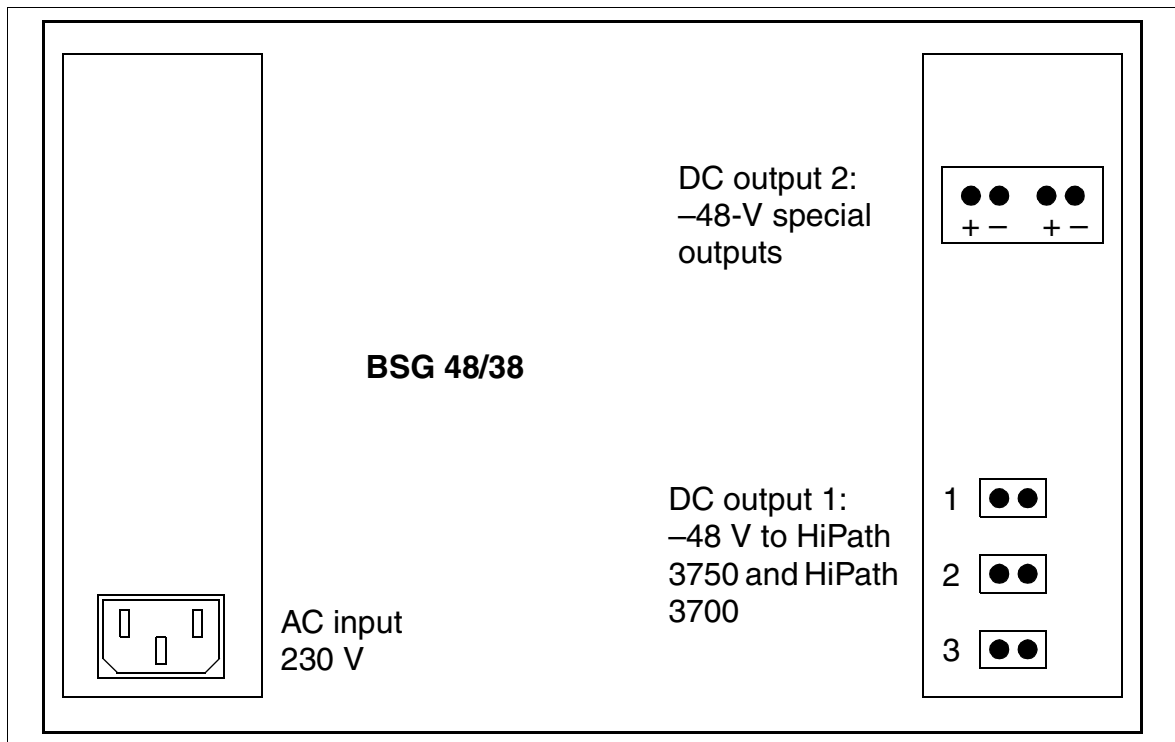 DC output 2:
–48-V special
outputs
+ – + –
BSG 48/38
DC output 1:
–48 V to HiPath
3750 and HiPath
3700
1
2
3
AC input
230 V